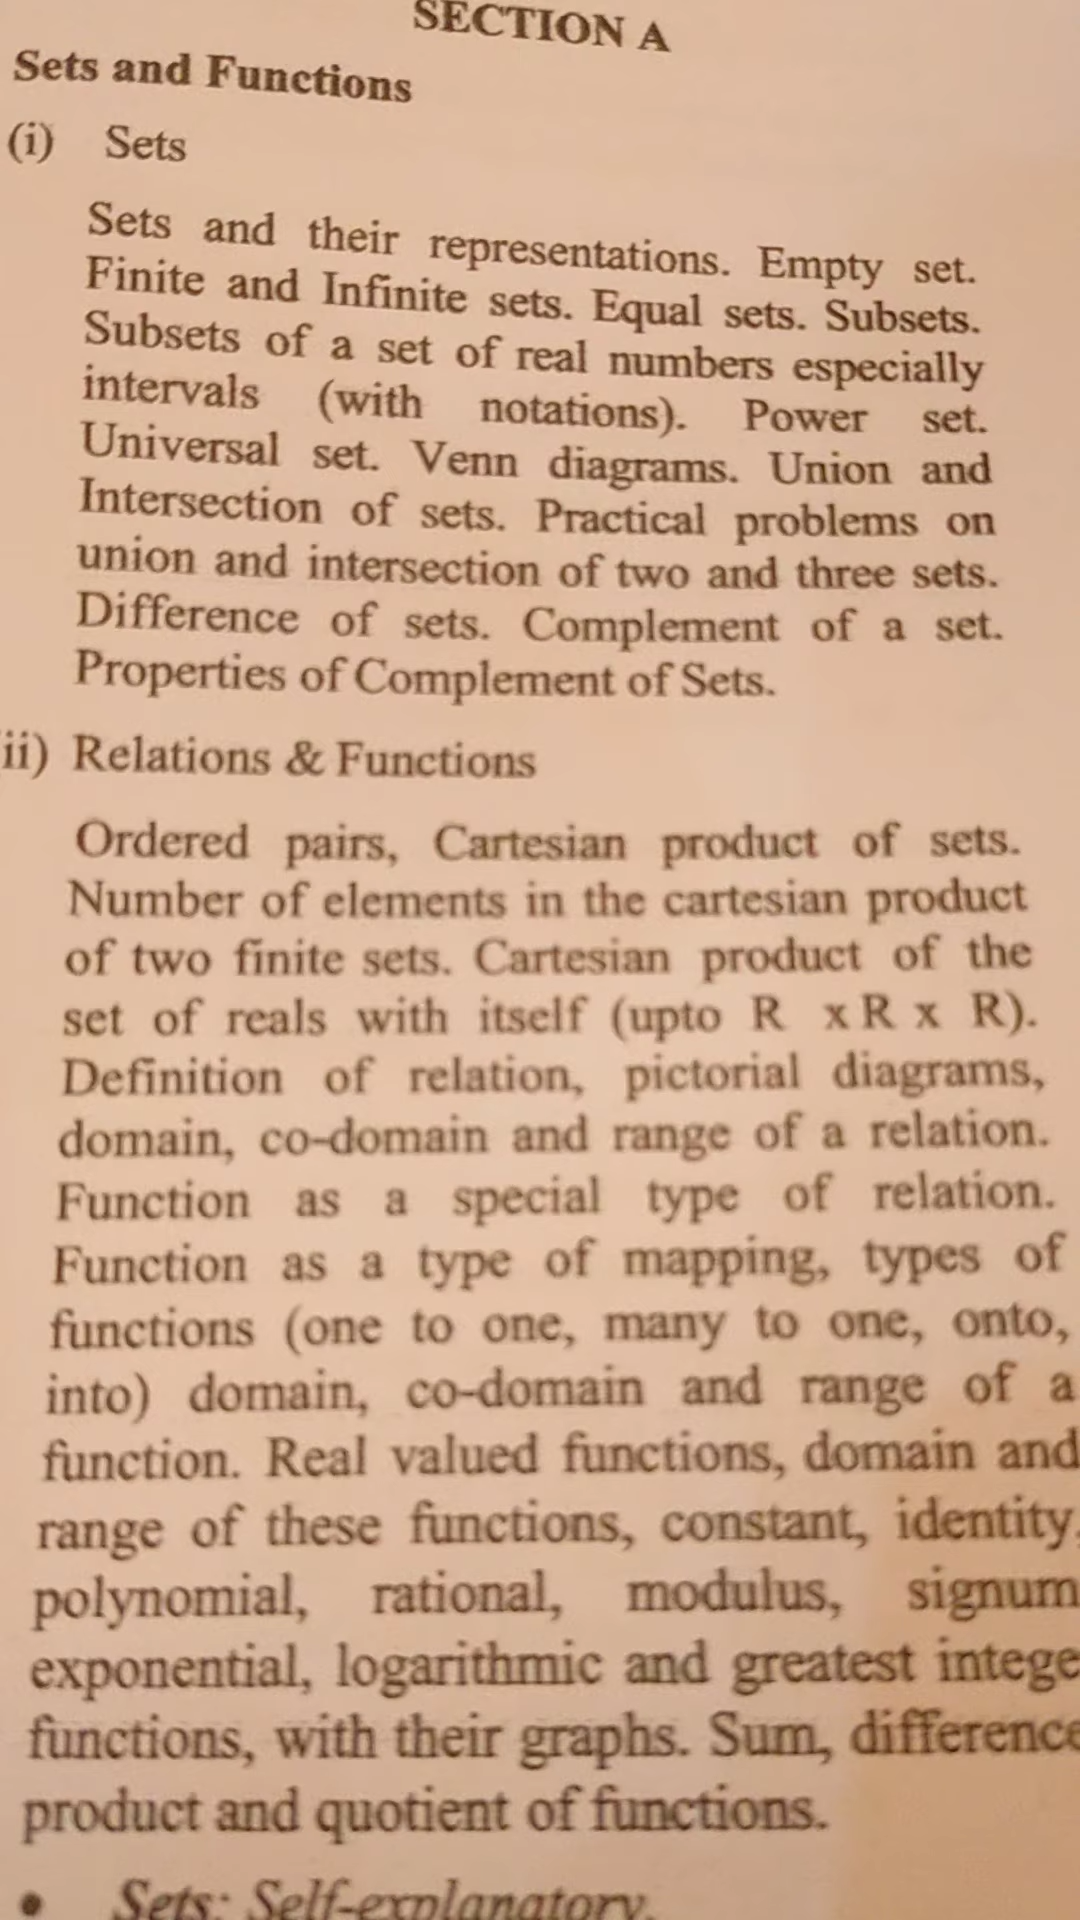 SECTION A
Sets and Functions
(i) Sets
Sets and their representations. Empty set.
Finite and Infinite sets. Equal sets. Subsets.
Subsets of a set of real numbers especially
intervals (with notations). Power set.
Universal set. Venn diagrams. Union and
Intersection of sets. Practical problems on
union and intersection of two and three sets.
Difference of sets. Complement of a set.
Properties of Complement of Sets.
ii) Relations & Functions
Ordered pairs, Cartesian product of sets.
Number of elements in the cartesian product
of two finite sets. Cartesian product of the
set of reals with itself (upto R x R x R).
Definition of relation, pictorial diagrams,
domain, co-domain and range of a relation.
Function as a special type of relation.
Function as a type of mapping, types of
functions (one to one, many to one, onto,
into) domain, co-domain and range of a
function. Real valued functions, domain and
range of these functions, constant, identity,
polynomial, rational, modulus, signum
exponential, logarithmic and greatest intege
functions, with their graphs. Sum, difference
product and quotient of functions.
• Sets: Self-explanatory.